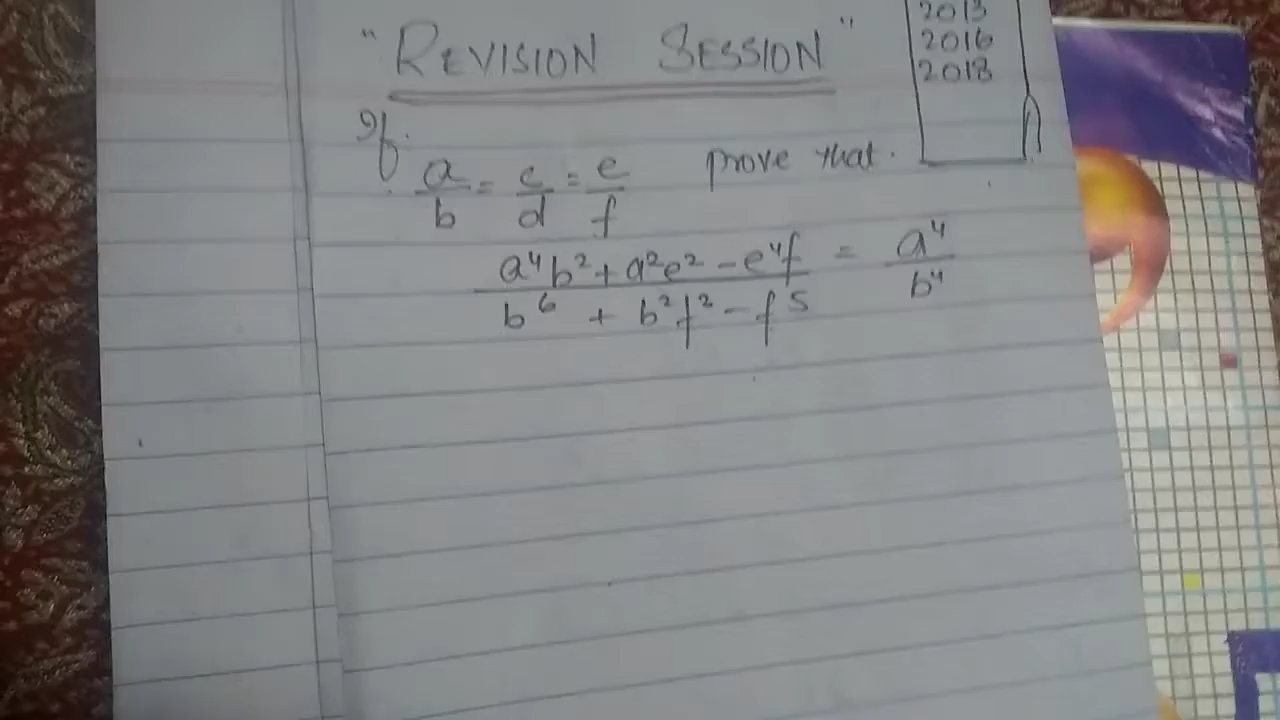 "REVISION SESSION"
2013
2016
2018
If
a/b = c/d = e/f prove that.
(a⁴b² + a²e² - e⁴f)/(b⁶ + b²f² - f⁵) = a⁴/b⁴